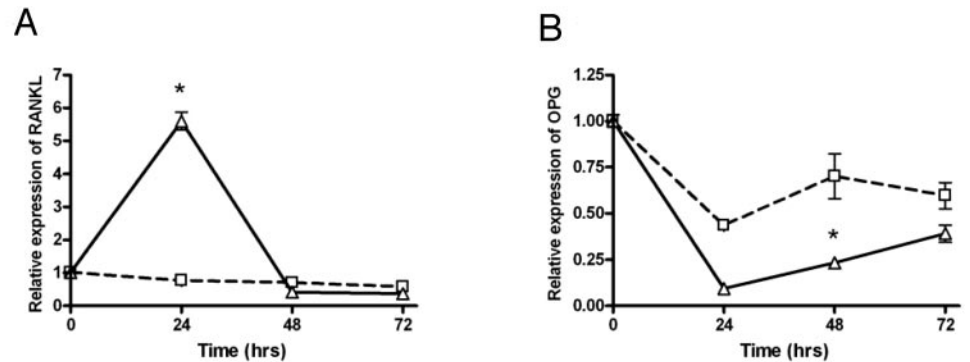 A
Relative expression of RANKL
7
6
5
4
3
2
1
0
*
0 24 48 72
Time (hrs)
B
Relative expression of OPG
1.25
1.00
0.75
0.50
0.25
0.00
*
0 24 48 72
Time (hrs)